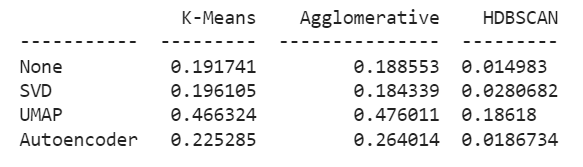 K-Means Agglomerative HDBSCAN
----------- --------- --------------- ---------
None 0.191741 0.188553 0.014983
SVD 0.196105 0.184339 0.0280682
UMAP 0.466324 0.476011 0.18618
Autoencoder 0.225285 0.264014 0.0186734